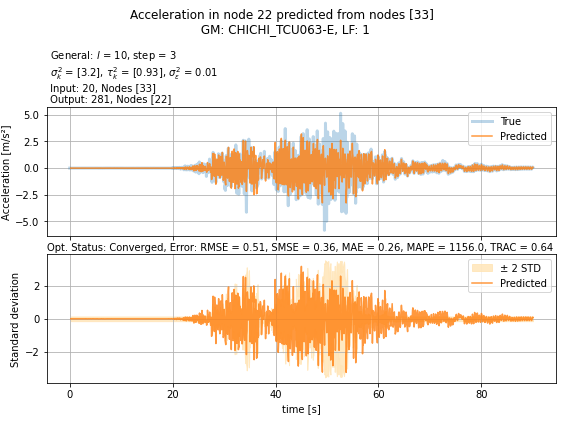 Acceleration in node 22 predicted from nodes [33]
GM: CHICHI_TCU063-E, LF: 1
General: l = 10, step = 3
σ²ₖ = [3.2], τ²ₖ = [0.93], σ²ε = 0.01
Input: 20, Nodes [33]
Output: 281, Nodes [22]
5.0
2.5
0.0
−2.5
−5.0
Acceleration [m/s²]
True
Predicted
Opt. Status: Converged, Error: RMSE = 0.51, SMSE = 0.36, MAE = 0.26, MAPE = 1156.0, TRAC = 0.64
2
0
−2
Standard deviation
± 2 STD
Predicted
0 20 40 60 80
time [s]